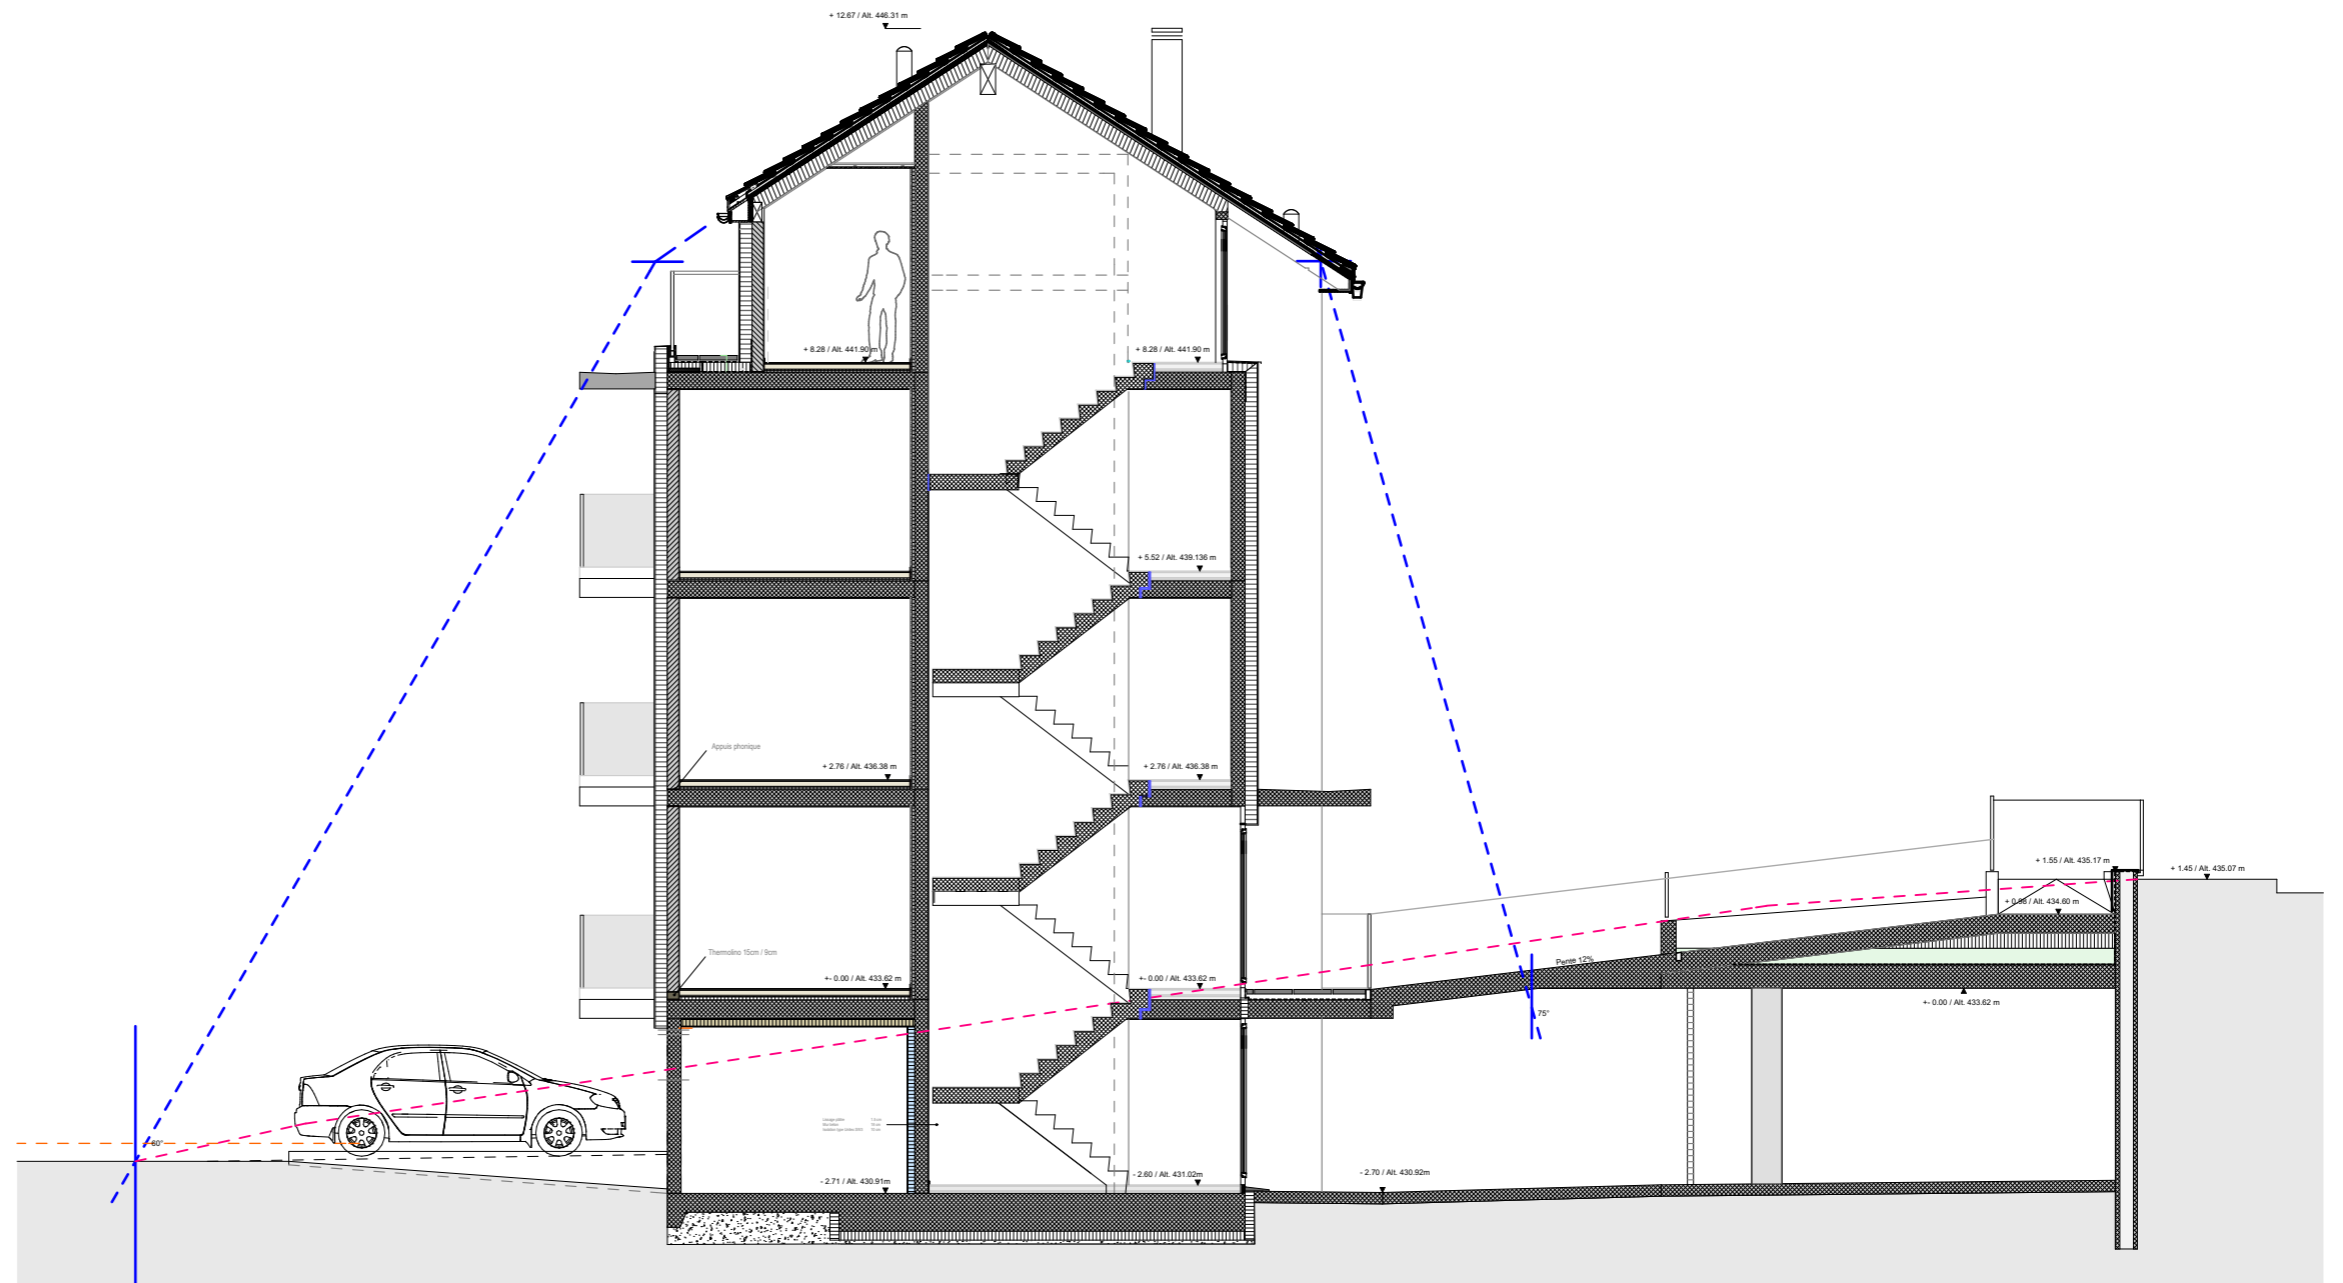 + 12.67 / Alt. 446.31 m
+ 8.28 / Alt. 441.90 m
+ 8.28 / Alt. 441.90 m
+ 5.52 / Alt. 439.136 m
Appuis phonique
+ 2.76 / Alt. 436.38 m
+ 2.76 / Alt. 436.38 m
+ 1.55 / Alt. 435.17 m
+ 1.45 / Alt. 435.07 m
+ 0.98 / Alt. 434.60 m
Thermolino 15cm / 9cm
Pente 12%
+- 0.00 / Alt. 433.62 m
+- 0.00 / Alt. 433.62 m
+- 0.00 / Alt. 433.62 m
75°
60°
- 2.71 / Alt. 430.91m
- 2.60 / Alt. 431.02m
- 2.70 / Alt. 430.92m